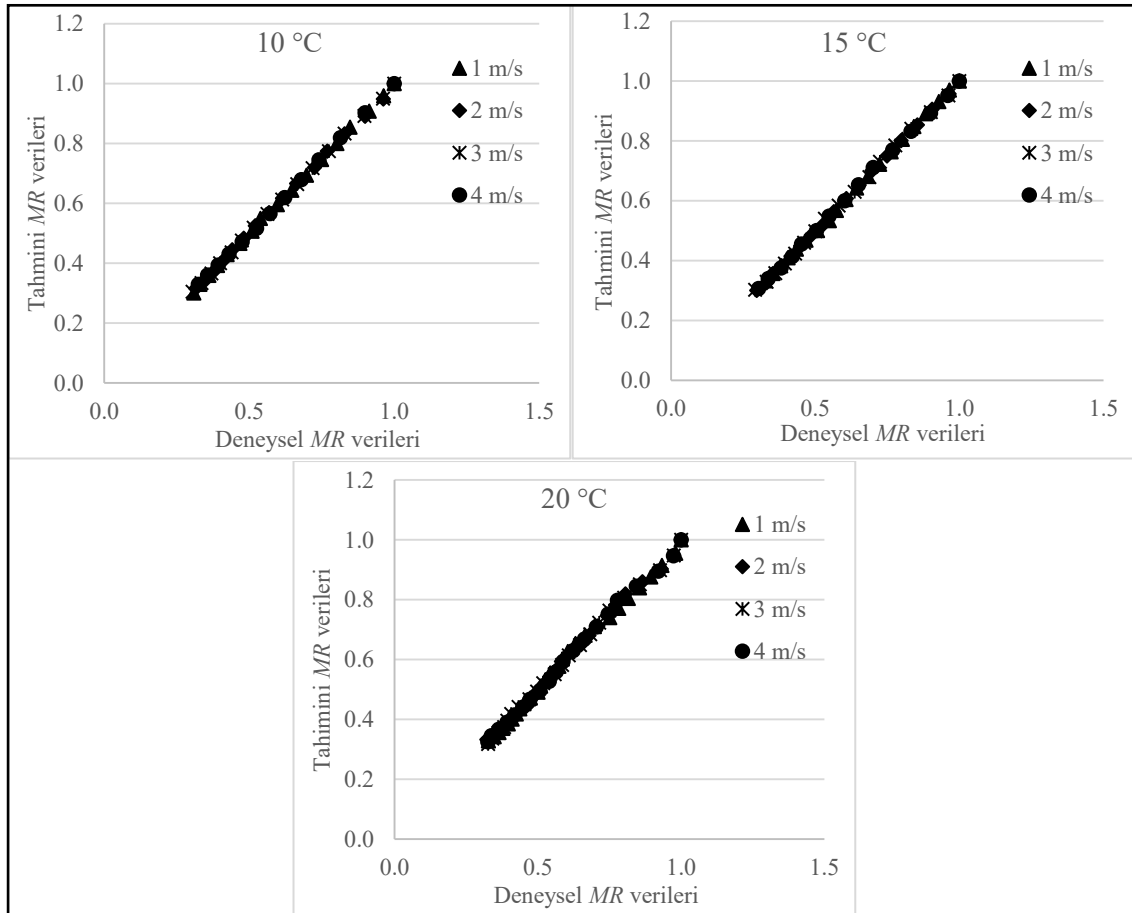 10 °C
1.2
1.0
0.8
0.6
0.4
0.2
0.0
0.0
0.5
1.0
1.5
Tahmini MR verileri
Deneysel MR verileri
1 m/s
2 m/s
3 m/s
4 m/s
15 °C
1.2
1.0
0.8
0.6
0.4
0.2
0.0
0.0
0.5
1.0
1.5
Tahmini MR verileri
Deneysel MR verileri
1 m/s
2 m/s
3 m/s
4 m/s
20 °C
1.2
1.0
0.8
0.6
0.4
0.2
0.0
0.0
0.5
1.0
1.5
Tahimini MR verileri
Deneysel MR verileri
1 m/s
2 m/s
3 m/s
4 m/s